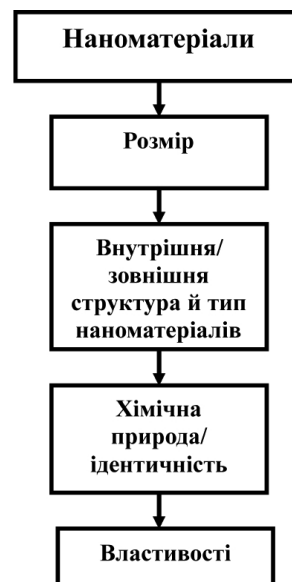 Наноматеріали
Розмір
Внутрішня/
зовнішня
структура й тип
наноматеріалів
Хімічна
природа/
ідентичність
Властивості